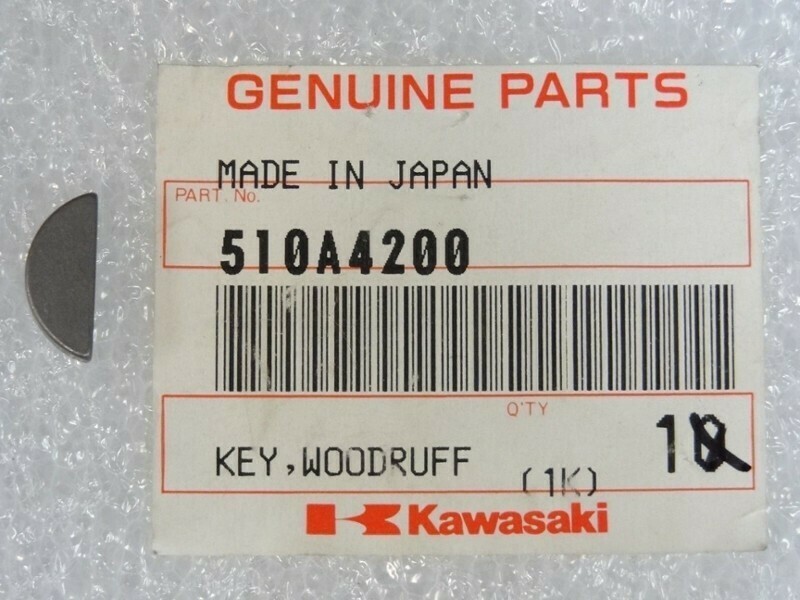 GENUINE PARTS
MADE IN JAPAN
PART. No.
510A4200
Q'TY
KEY,WOODRUFF
(1K)
10
Kawasaki